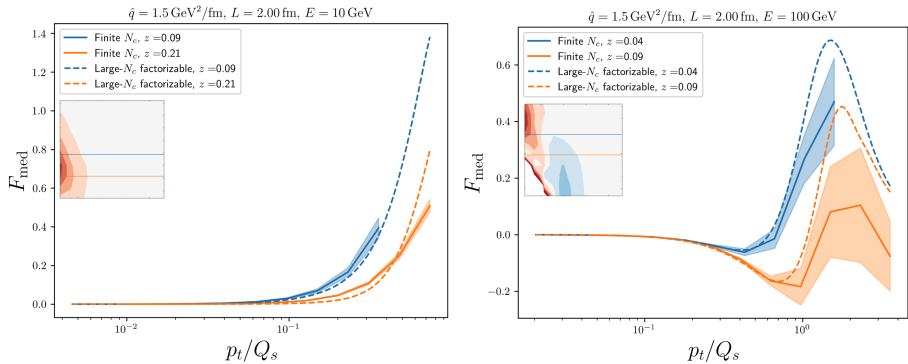 q̂ = 1.5 GeV²/fm, L = 2.00 fm, E = 10 GeV
Finite N_c, z=0.09
Finite N_c, z=0.21
Large-N_c factorizable, z=0.09
Large-N_c factorizable, z=0.21
F_med
1.4
1.2
1.0
0.8
0.6
0.4
0.2
0.0
10⁻²
10⁻¹
p_t/Q_s
q̂ = 1.5 GeV²/fm, L = 2.00 fm, E = 100 GeV
Finite N_c, z=0.04
Finite N_c, z=0.09
Large-N_c factorizable, z=0.04
Large-N_c factorizable, z=0.09
F_med
0.6
0.4
0.2
0.0
−0.2
10⁻¹
10⁰
p_t/Q_s